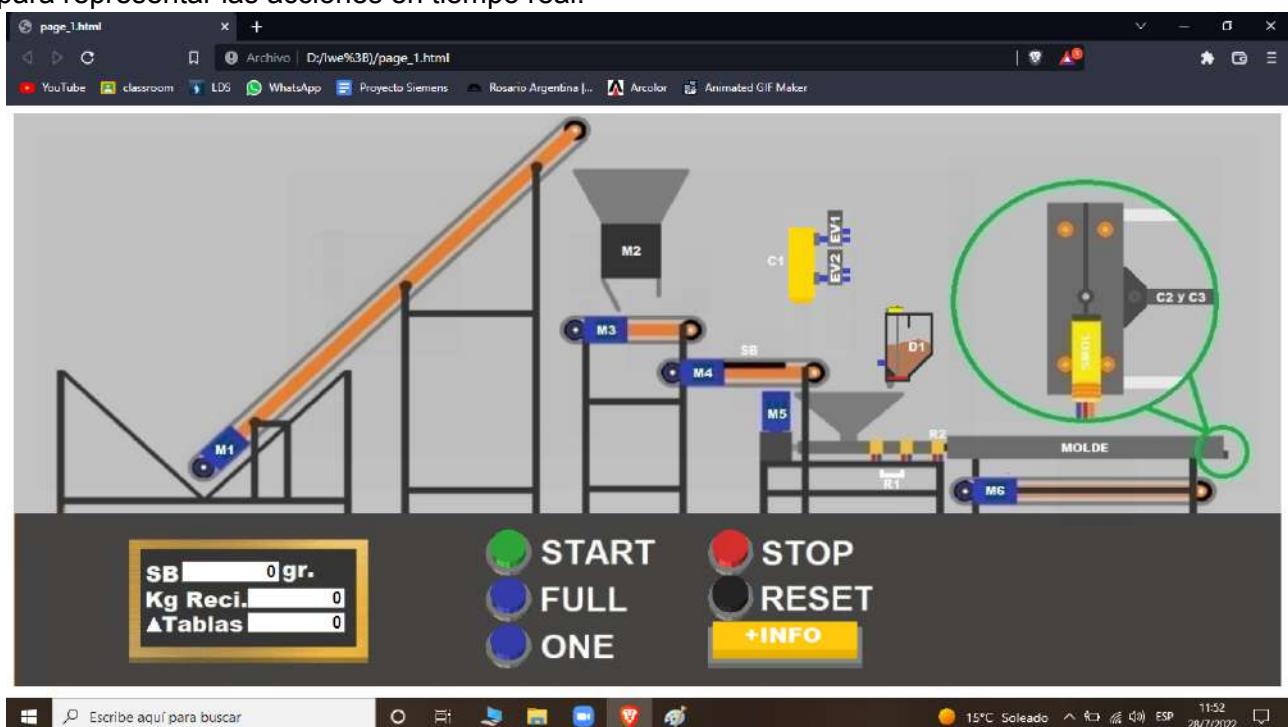 para representar las acciones en tiempo real.
page_1.html
Archivo D:/Iwe%3B)/page_1.html
YouTube classroom LDS WhatsApp Proyecto Siemens Rosario Argentina |... Arcolor Animated GIF Maker
EV1
M2
C1
EV2
C2 y C3
M3
SB
D1
SMOL
M4
M5
R2
M1
MOLDE
R1
M6
START STOP
SB 0 gr.
FULL RESET
Kg Reci. 0
▲Tablas 0
+INFO
ONE
Escribe aquí para buscar
15°C Soleado ESP 11:52
28/7/2022